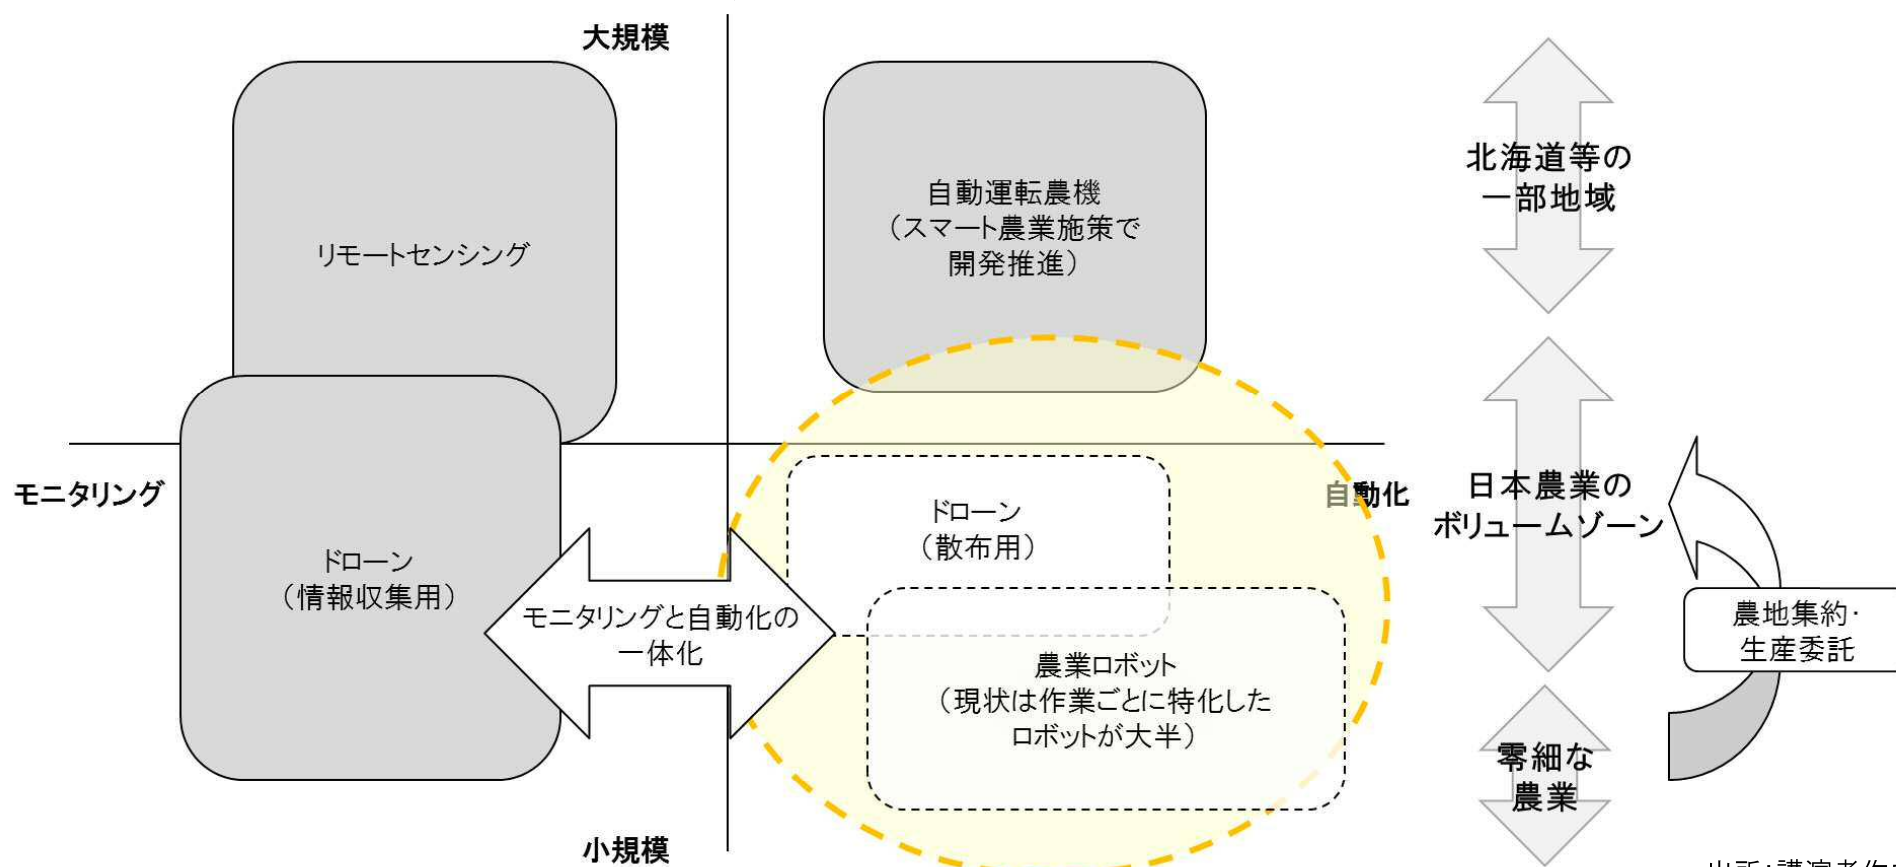 大規模
リモートセンシング
自動運転農機
（スマート農業施策で
開発推進）
北海道等の
一部地域
モニタリング
自動化
日本農業の
ボリュームゾーン
ドローン
（情報収集用）
モニタリングと自動化の
一体化
ドローン
（散布用）
農業ロボット
（現状は作業ごとに特化した
ロボットが大半）
農地集約・
生産委託
零細な
農業
小規模
出所：講演者作